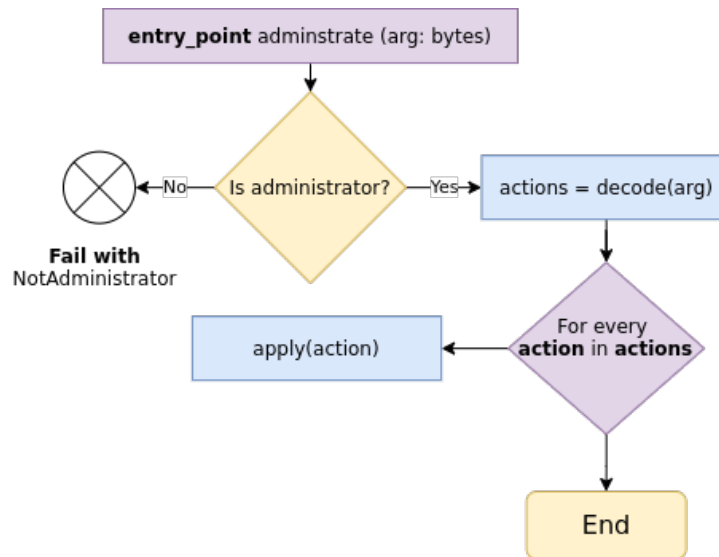 entry_point adminstrate (arg: bytes)
Is administrator?
No
Yes
actions = decode(arg)
Fail with
NotAdministrator
For every
action in actions
apply(action)
End